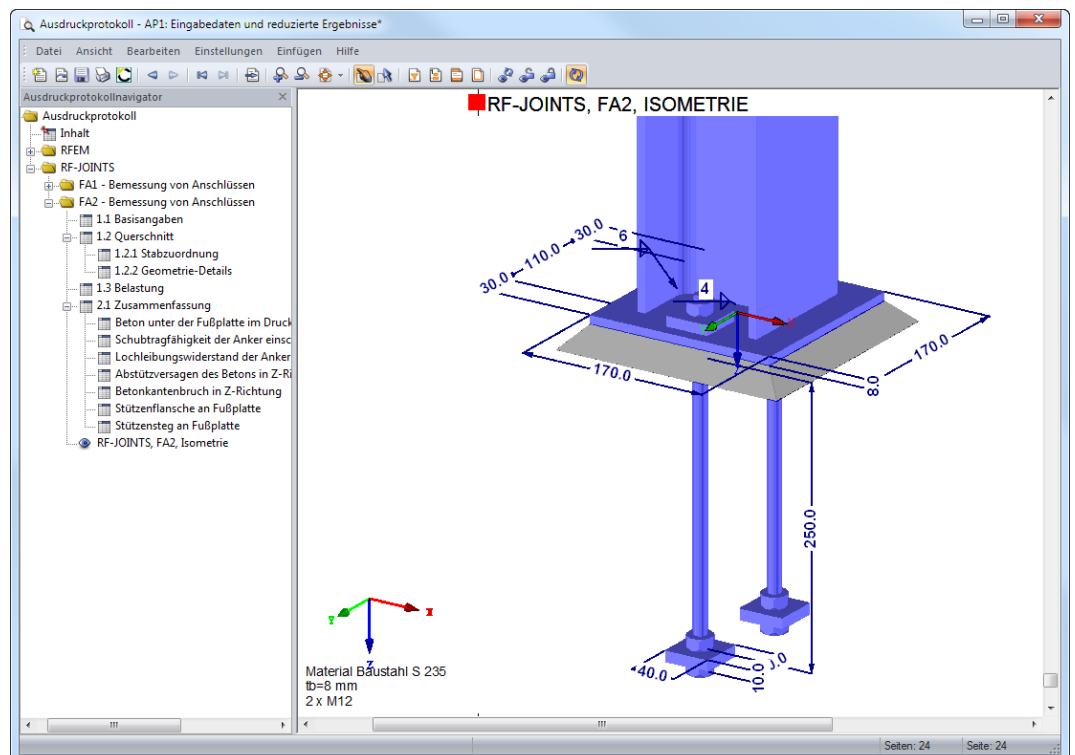 Ausdruckprotokoll - AP1: Eingabedaten und reduzierte Ergebnisse*
Datei Ansicht Bearbeiten Einstellungen Einfügen Hilfe
Ausdruckprotokollnavigator
Ausdruckprotokoll
Inhalt
RFEM
RF-JOINTS
FA1 - Bemessung von Anschlüssen
FA2 - Bemessung von Anschlüssen
1.1 Basisangaben
1.2 Querschnitt
1.2.1 Stabzuordnung
1.2.2 Geometrie-Details
1.3 Belastung
2.1 Zusammenfassung
Beton unter der Fußplatte im Druck
Schubtragfähigkeit der Anker einsc
Lochleibungswiderstand der Anker
Abstützversagen des Betons in Z-Ri
Betonkantenbruch in Z-Richtung
Stützenflansche an Fußplatte
Stützensteg an Fußplatte
RF-JOINTS, FA2, Isometrie
RF-JOINTS, FA2, ISOMETRIE
30.0
110.0
30.0
6
4
X
Z
170.0
170.0
8.0
250.0
40.0
10.0
X
Y
Z
Material Baustahl S 235
tb=8 mm
2 x M12
Seiten: 24 Seite: 24